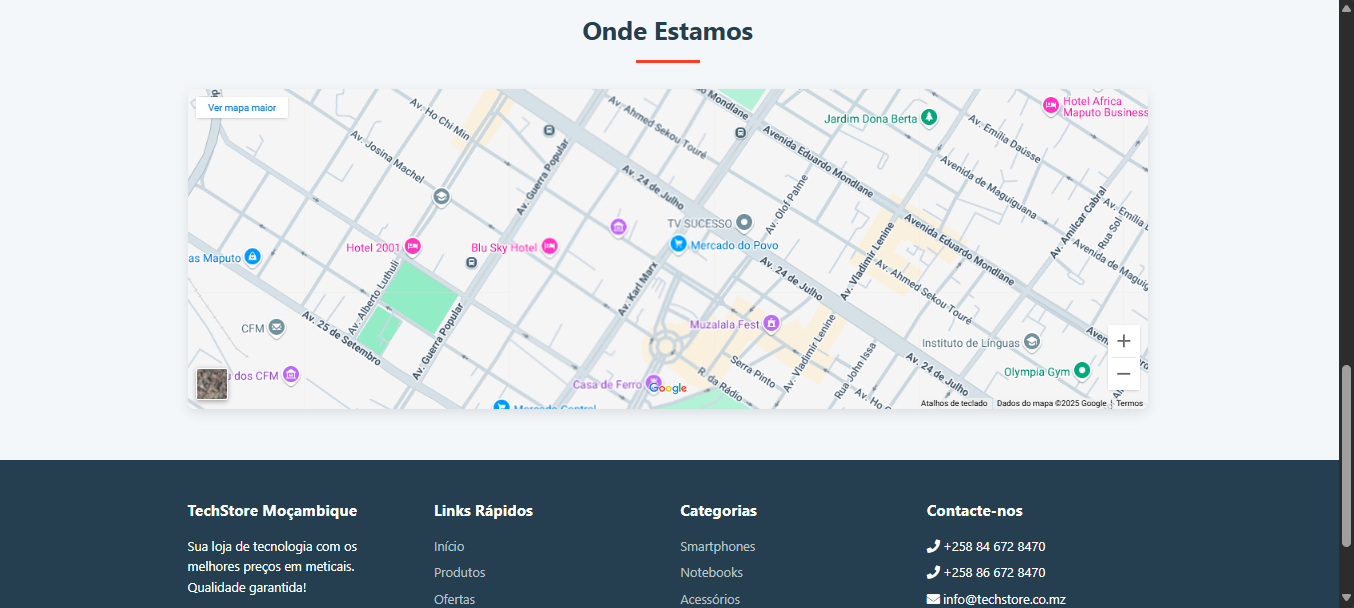 Onde Estamos
Ver mapa maior
Av. Ho Chi Min
Av. Josina Machel
Av. Guerra Popular
Av. Ahmed Sekou Touré
Av. 24 de Julho
Avenida Eduardo Mondlane
Jardim Dona Berta
Hotel Africa
Maputo Business
Av. Emília Daússe
Avenida de Maguiguana
Av. Olof Palme
Av. Amílcar Cabral
Rua Sol
TV SUCESSO
Mercado do Povo
Hotel 2001
Blu Sky Hotel
as Maputo
Av. Alberto Luthuli
Av. Karl Marx
Av. 24 de Julho
Av. Vladimir Lenine
Avenida Eduardo Mondlane
Av. Ahmed Sekou Touré
CFM
Av. 25 de Setembro
Av. Guerra Popular
Muzalala Fest
Av. Vladimir Lenine
Instituto de Línguas
Olympia Gym
Av. 24 de Julho
Serra Pinto
Rua John Issa
R. da Rádio
u dos CFM
Casa de Ferro
Google
Mercado Central
Av. Ho
Atalhos de teclado
Dados do mapa ©2025 Google
Termos
TechStore Moçambique
Sua loja de tecnologia com os
melhores preços em meticais.
Qualidade garantida!
Links Rápidos
Início
Produtos
Ofertas
Categorias
Smartphones
Notebooks
Acessórios
Contacte-nos
+258 84 672 8470
+258 86 672 8470
info@techstore.co.mz